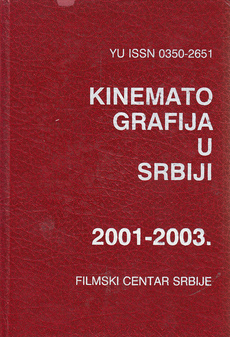 YU ISSN 0350-2651
KINEMATO
GRAFIJA
U
SRBIJI
2001-2003.
FILMSKI CENTAR SRBIJE